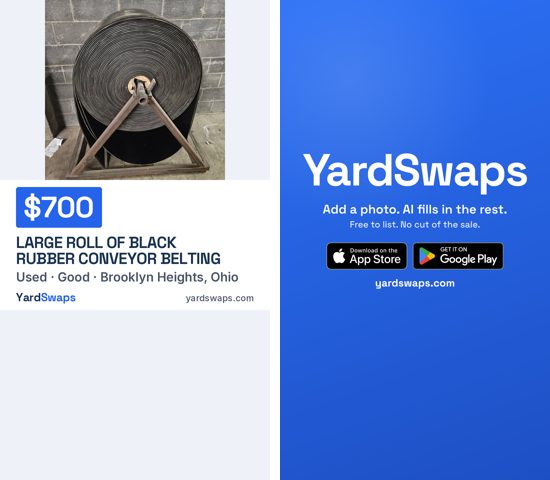 $700
LARGE ROLL OF BLACK
RUBBER CONVEYOR BELTING
Used · Good · Brooklyn Heights, Ohio
YardSwaps
yardswaps.com
YardSwaps
Add a photo. AI fills in the rest.
Free to list. No cut of the sale.
Download on the
App Store
GET IT ON
Google Play
yardswaps.com